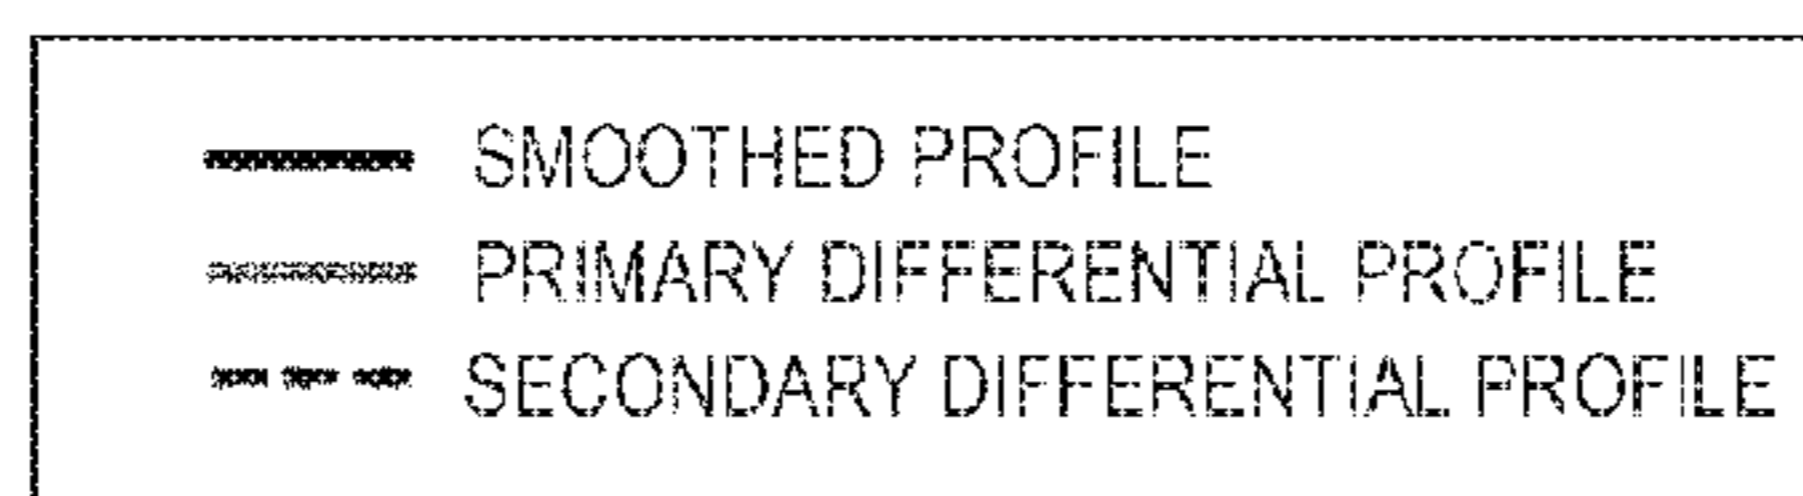 SMOOTHED PROFILE
PRIMARY DIFFERENTIAL PROFILE
SECONDARY DIFFERENTIAL PROFILE